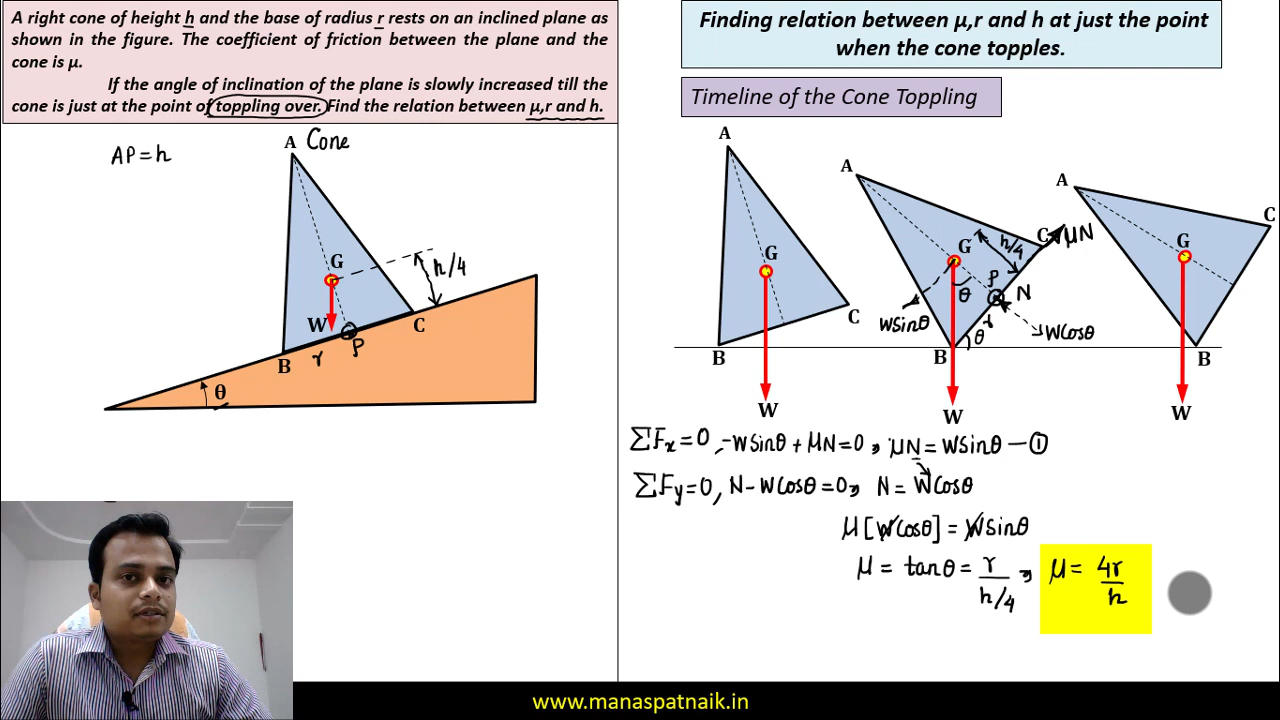 A right cone of height h and the base of radius r rests on an inclined plane as
shown in the figure. The coefficient of friction between the plane and the
cone is μ.
If the angle of inclination of the plane is slowly increased till the
cone is just at the point of toppling over. Find the relation between μ,r and h.
AP=h
A Cone
G
h/4
W
P
C
B
r
θ
Finding relation between μ,r and h at just the point
when the cone topples.
Timeline of the Cone Toppling
A
G
C
B
W
A
G
h/4
C
μN
P
N
θ
r
Wsinθ
θ
Wcosθ
B
W
A
C
G
B
W
ΣFx=0, -Wsinθ+μN=0, μN=Wsinθ-①
ΣFy=0, N-Wcosθ=0, N=Wcosθ
μ[Wcosθ]=Wsinθ
μ = tanθ = r/h/4, μ= 4r/h
www.manaspatnaik.in